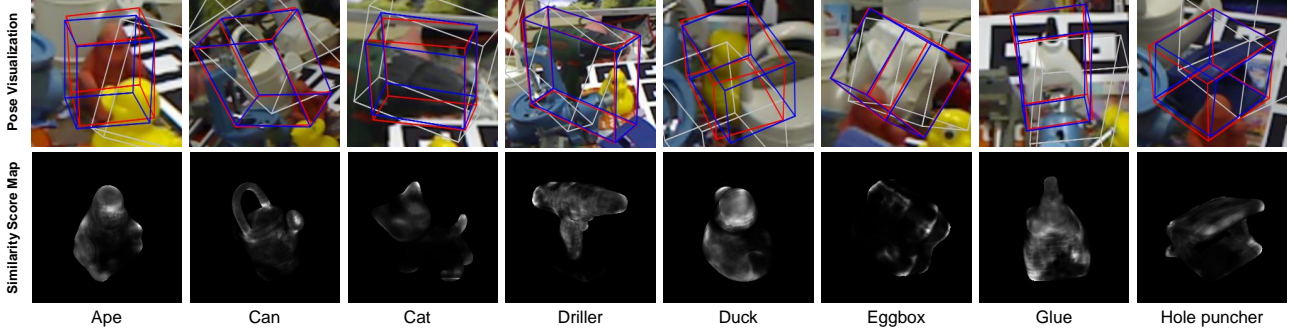 Pose Visualization
Similarity Score Map
Ape Can Cat Driller Duck Eggbox Glue Hole puncher